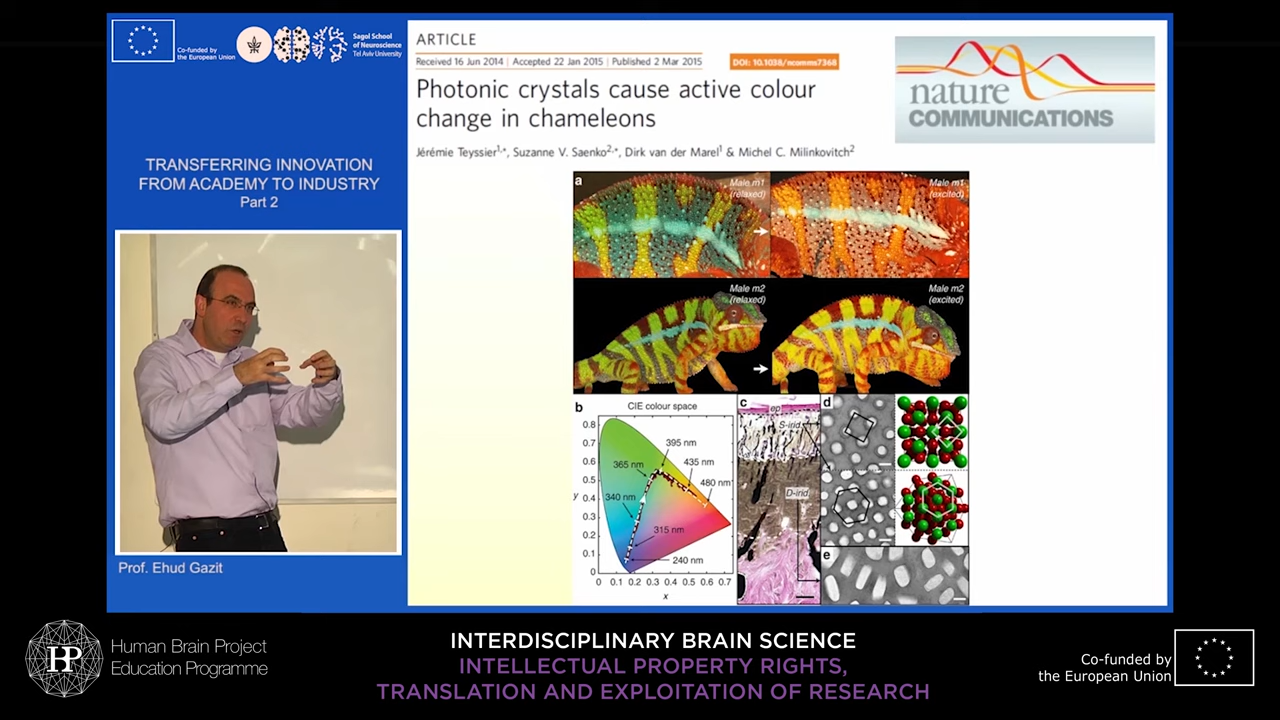 Co-funded by
the European Union
Sagol School
of Neuroscience
Tel Aviv University
TRANSFERRING INNOVATION
FROM ACADEMY TO INDUSTRY
Part 2
Prof. Ehud Gazit
ARTICLE
Received 16 Jun 2014 | Accepted 22 Jan 2015 | Published 2 Mar 2015
DOI: 10.1038/ncomms7368
Photonic crystals cause active colour
change in chameleons
Jérémie Teyssier1,*, Suzanne V. Saenko2,*, Dirk van der Marel1 & Michel C. Milinkovitch2
nature
COMMUNICATIONS
a
Male m1
(relaxed)
Male m1
(excited)
Male m2
(relaxed)
Male m2
(excited)
b
CIE colour space
0.8
0.7
0.6
0.5
0.4
0.3
0.2
0.1
0
y
395 nm
365 nm
435 nm
480 nm
340 nm
315 nm
240 nm
0 0.1 0.2 0.3 0.4 0.5 0.6 0.7
x
c
ep
S-irid.
D-irid.
d
e
HBP
Human Brain Project
Education Programme
INTERDISCIPLINARY BRAIN SCIENCE
INTELLECTUAL PROPERTY RIGHTS,
TRANSLATION AND EXPLOITATION OF RESEARCH
Co-funded by
the European Union